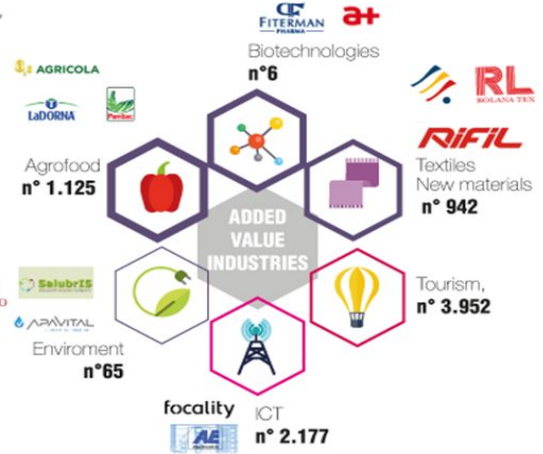 FITERMAN
PHARMA
a+
Biotechnologies
n°6
AGRICOLA
LaDORNA
Panifcom
RL
ROLANA TEX
RIFIL
Agrofood
n° 1.125
Textiles
New materials
n° 942
ADDED
VALUE
INDUSTRIES
SalubrIS
APAVITAL
Enviroment
n°65
Tourism,
n° 3.952
focality
AE
ICT
n° 2.177